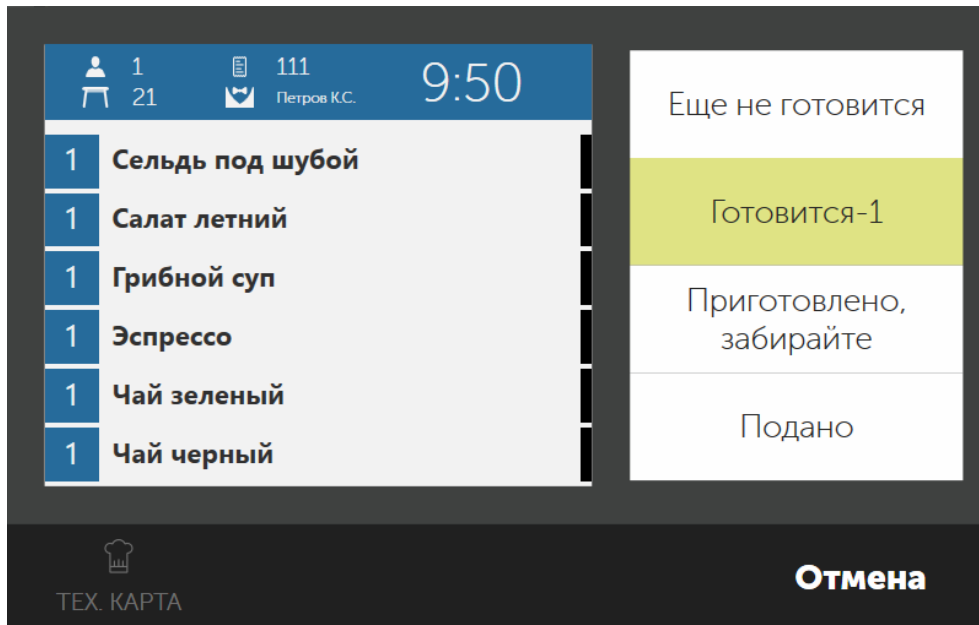 1 111 9:50
21 Петров К.С.
1 Сельдь под шубой
1 Салат летний
1 Грибной суп
1 Эспрессо
1 Чай зеленый
1 Чай черный
Еще не готовится
Готовится-1
Приготовлено,
забирайте
Подано
ТЕХ. КАРТА
Отмена